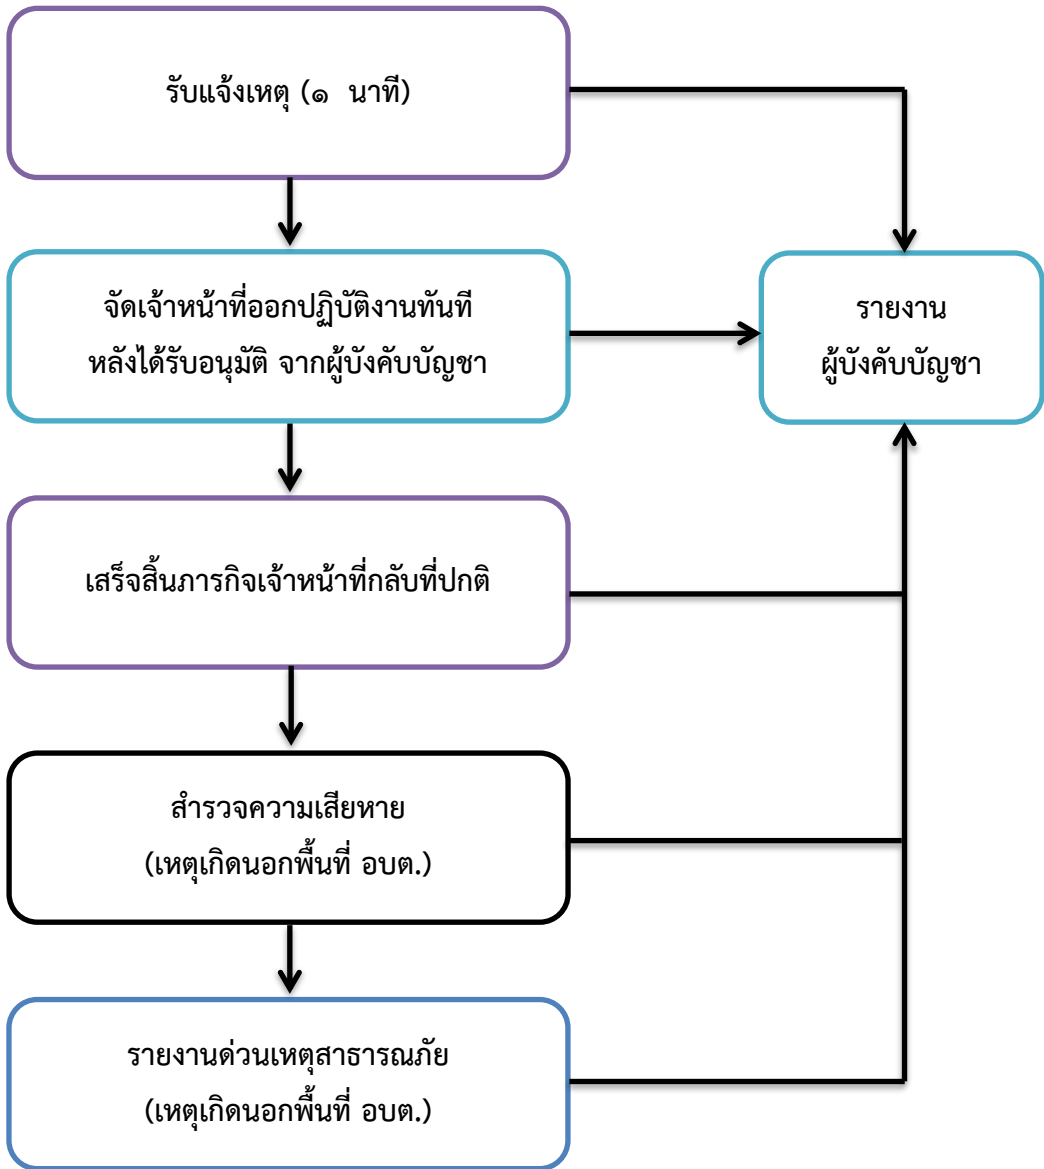 รับแจ้งเหตุ (๑ นาที)
จัดเจ้าหน้าที่ออกปฏิบัติงานทันที
หลังได้รับอนุมัติ จากผู้บังคับบัญชา
รายงาน
ผู้บังคับบัญชา
เสร็จสิ้นภารกิจเจ้าหน้าที่กลับที่ปกติ
สำรวจความเสียหาย
(เหตุเกิดนอกพื้นที่ อบต.)
รายงานด่วนเหตุสาธารณภัย
(เหตุเกิดนอกพื้นที่ อบต.)